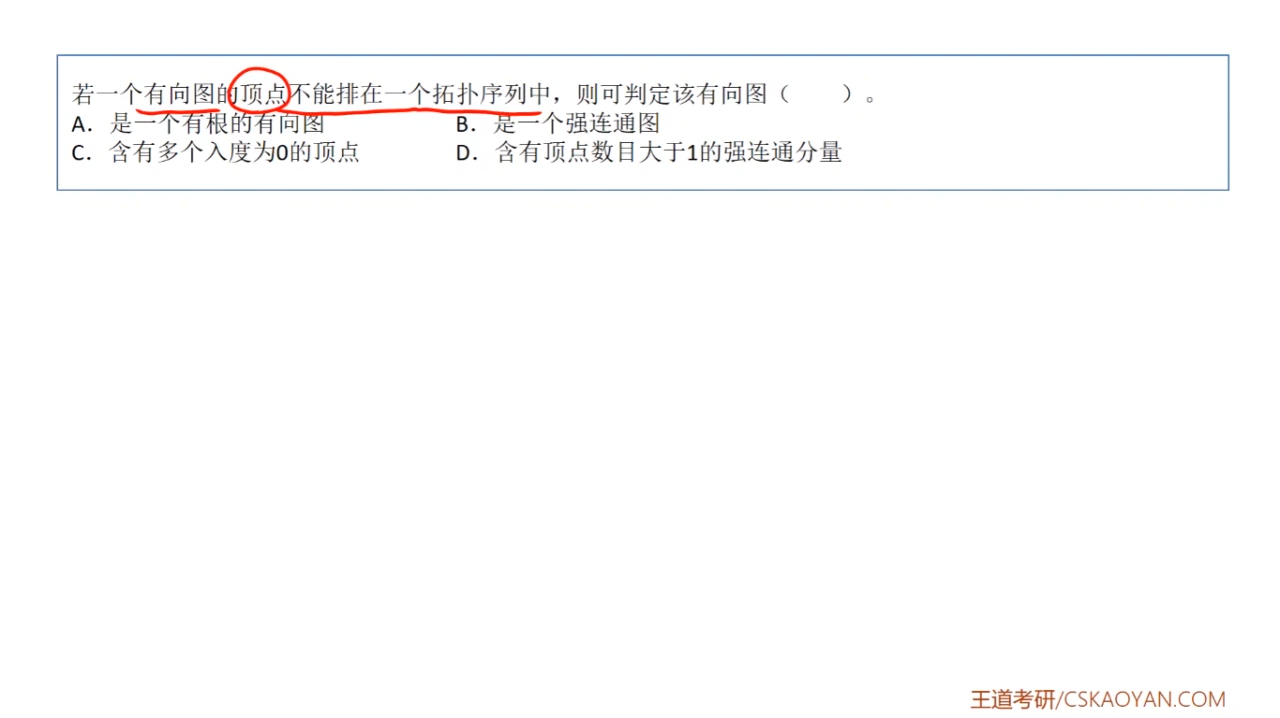 若一个有向图的顶点不能排在一个拓扑序列中，则可判定该有向图（　　）。
A．是一个有根的有向图　　B．是一个强连通图
C．含有多个入度为0的顶点　　D．含有顶点数目大于1的强连通分量
王道考研/CSKAOYAN.COM